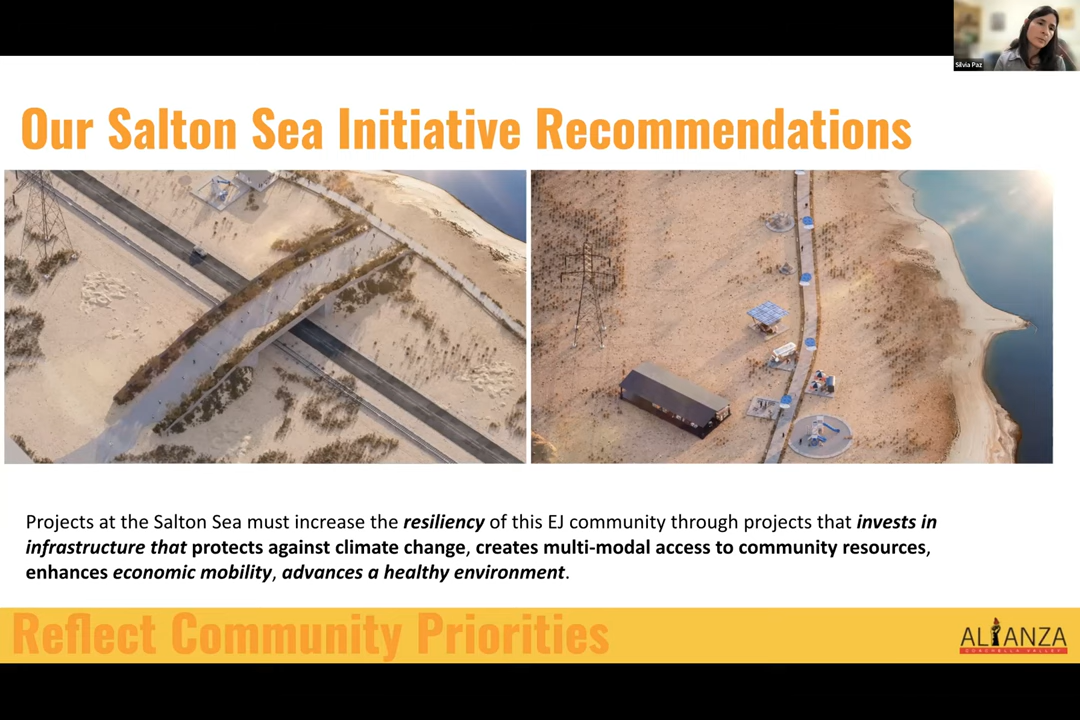 Silvia Paz
Our Salton Sea Initiative Recommendations
Projects at the Salton Sea must increase the resiliency of this EJ community through projects that invests in
infrastructure that protects against climate change, creates multi-modal access to community resources,
enhances economic mobility, advances a healthy environment.
Reflect Community Priorities
ALIANZA
COACHELLA VALLEY